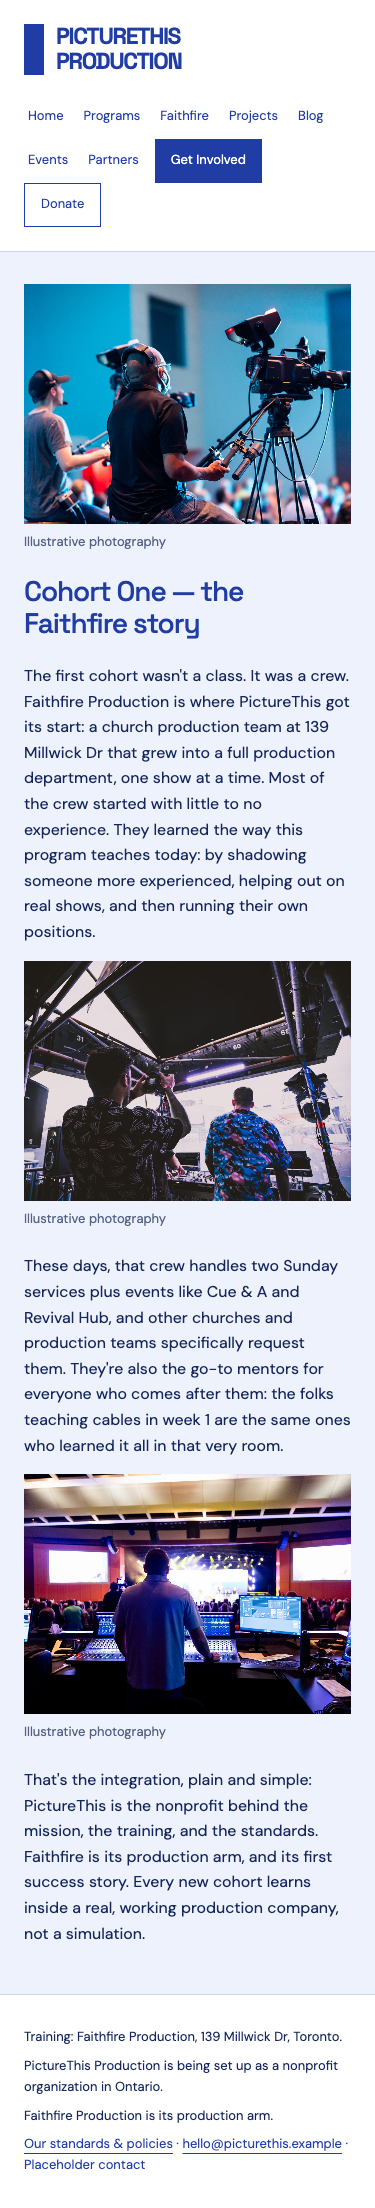 PICTURETHIS
PRODUCTION
Home Programs Faithfire Projects Blog
Events Partners Get Involved
Donate
Illustrative photography
Cohort One — the
Faithfire story
The first cohort wasn't a class. It was a crew.
Faithfire Production is where PictureThis got
its start: a church production team at 139
Millwick Dr that grew into a full production
department, one show at a time. Most of
the crew started with little to no
experience. They learned the way this
program teaches today: by shadowing
someone more experienced, helping out on
real shows, and then running their own
positions.
Illustrative photography
These days, that crew handles two Sunday
services plus events like Cue & A and
Revival Hub, and other churches and
production teams specifically request
them. They're also the go-to mentors for
everyone who comes after them: the folks
teaching cables in week 1 are the same ones
who learned it all in that very room.
Illustrative photography
That's the integration, plain and simple:
PictureThis is the nonprofit behind the
mission, the training, and the standards.
Faithfire is its production arm, and its first
success story. Every new cohort learns
inside a real, working production company,
not a simulation.
Training: Faithfire Production, 139 Millwick Dr, Toronto.
PictureThis Production is being set up as a nonprofit
organization in Ontario.
Faithfire Production is its production arm.
Our standards & policies · hello@picturethis.example ·
Placeholder contact